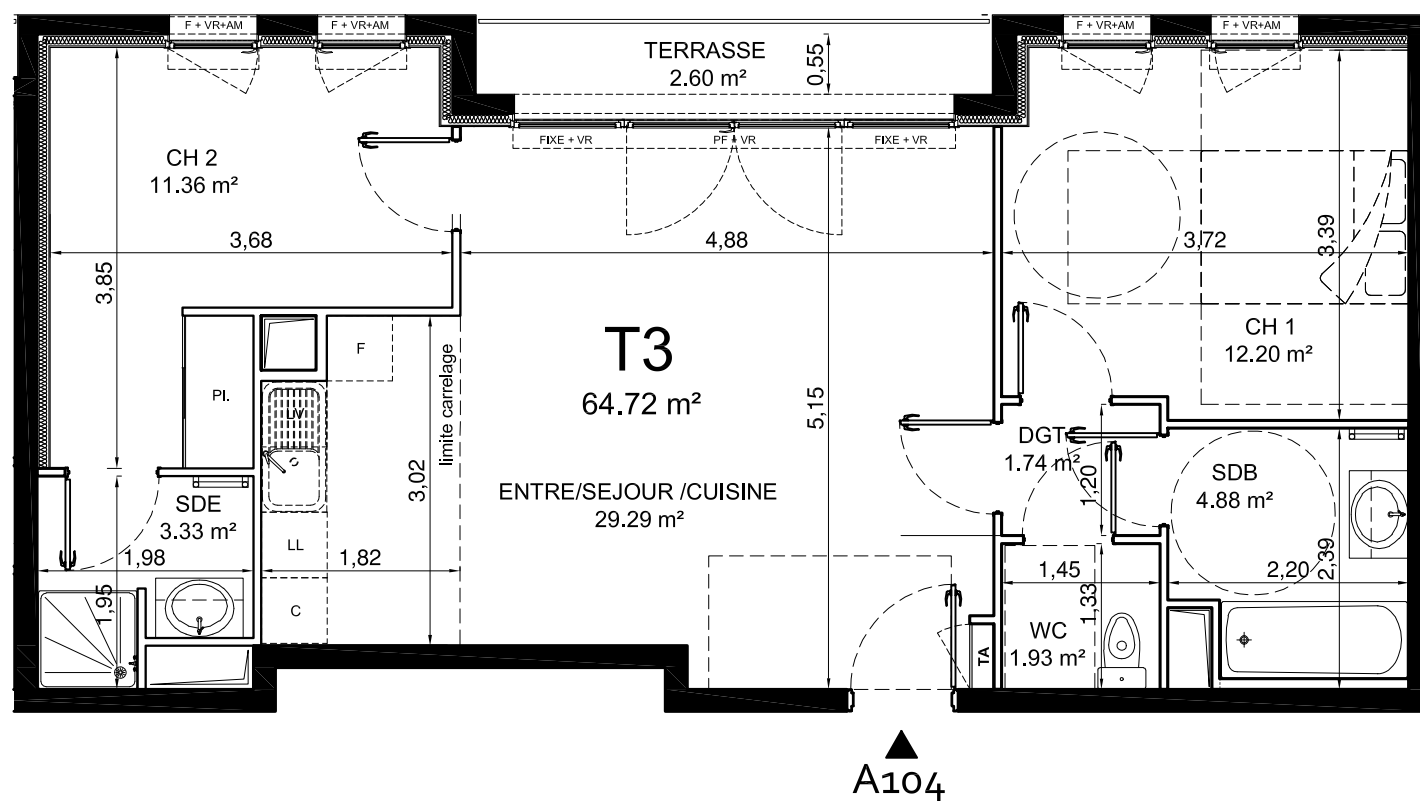 F + VR+AM
F + VR+AM
F + VR+AM
F + VR+AM
TERRASSE
2.60 m²
0,55
FIXE + VR
PF + VR
FIXE + VR
CH 2
11.36 m²
3,68
4,88
3,72
3,39
3,85
T3
64.72 m²
CH 1
12.20 m²
F
Pl.
LV
S
limite carrelage
5,15
3,02
DGT
1.74 m²
1,20
SDB
4.88 m²
ENTRE/SEJOUR /CUISINE
29.29 m²
SDE
3.33 m²
1,98
1,95
LL
1,82
C
1,45
1,33
2,20
2,39
WC
1.93 m²
TA
A104